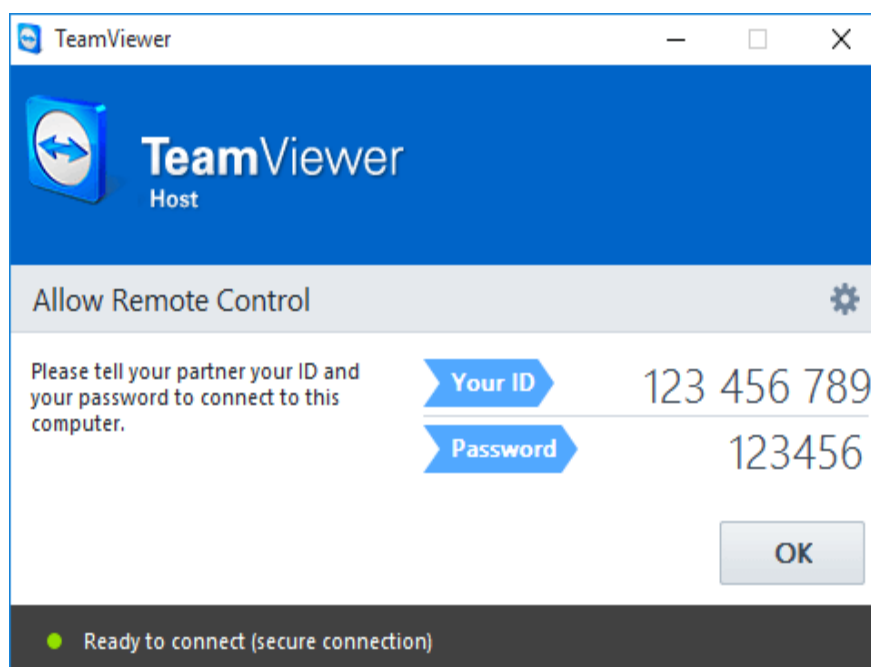 TeamViewer
TeamViewer
Host
Allow Remote Control
Please tell your partner your ID and
your password to connect to this
computer.
Your ID 123 456 789
Password 123456
OK
Ready to connect (secure connection)